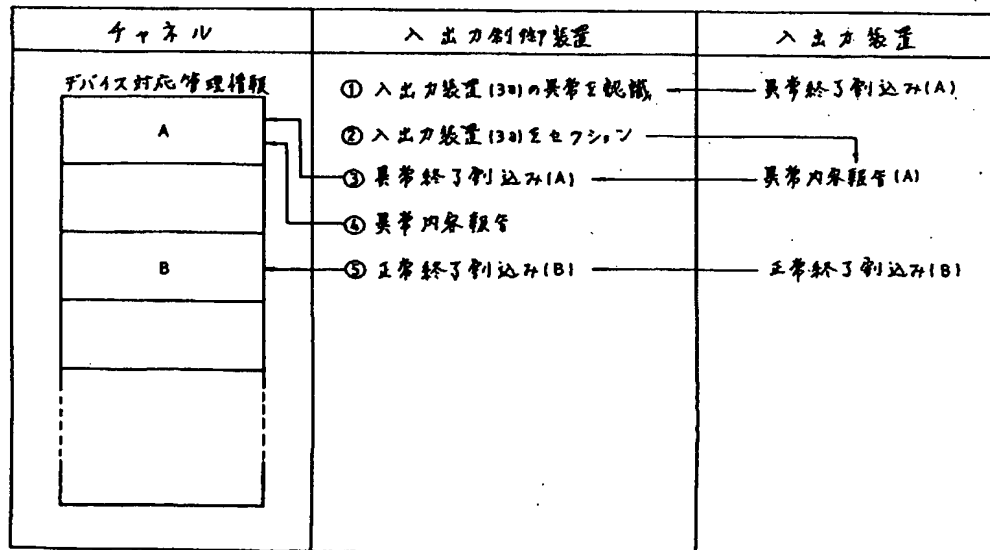 チャネル
入出力制御装置
入出力装置
デバイス対応管理情報
A
B
① 入出力装置(3a)の異常を認識
異常終了割込み(A)
② 入出力装置(3a)をセクション
③ 異常終了割込み(A)
異常内容報告(A)
④ 異常内容報告
⑤ 正常終了割込み(B)
正常終了割込み(B)